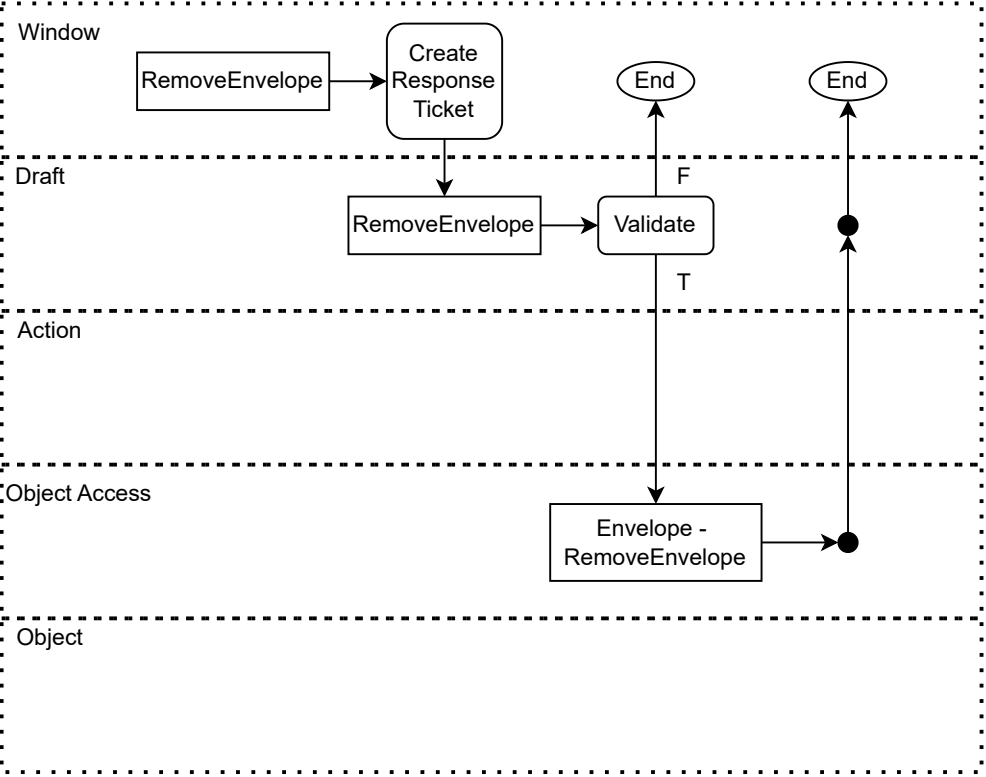 Window
RemoveEnvelope
Create
Response
Ticket
End
End
Draft
RemoveEnvelope
Validate
F
T
Action
Object Access
Envelope -
RemoveEnvelope
Object